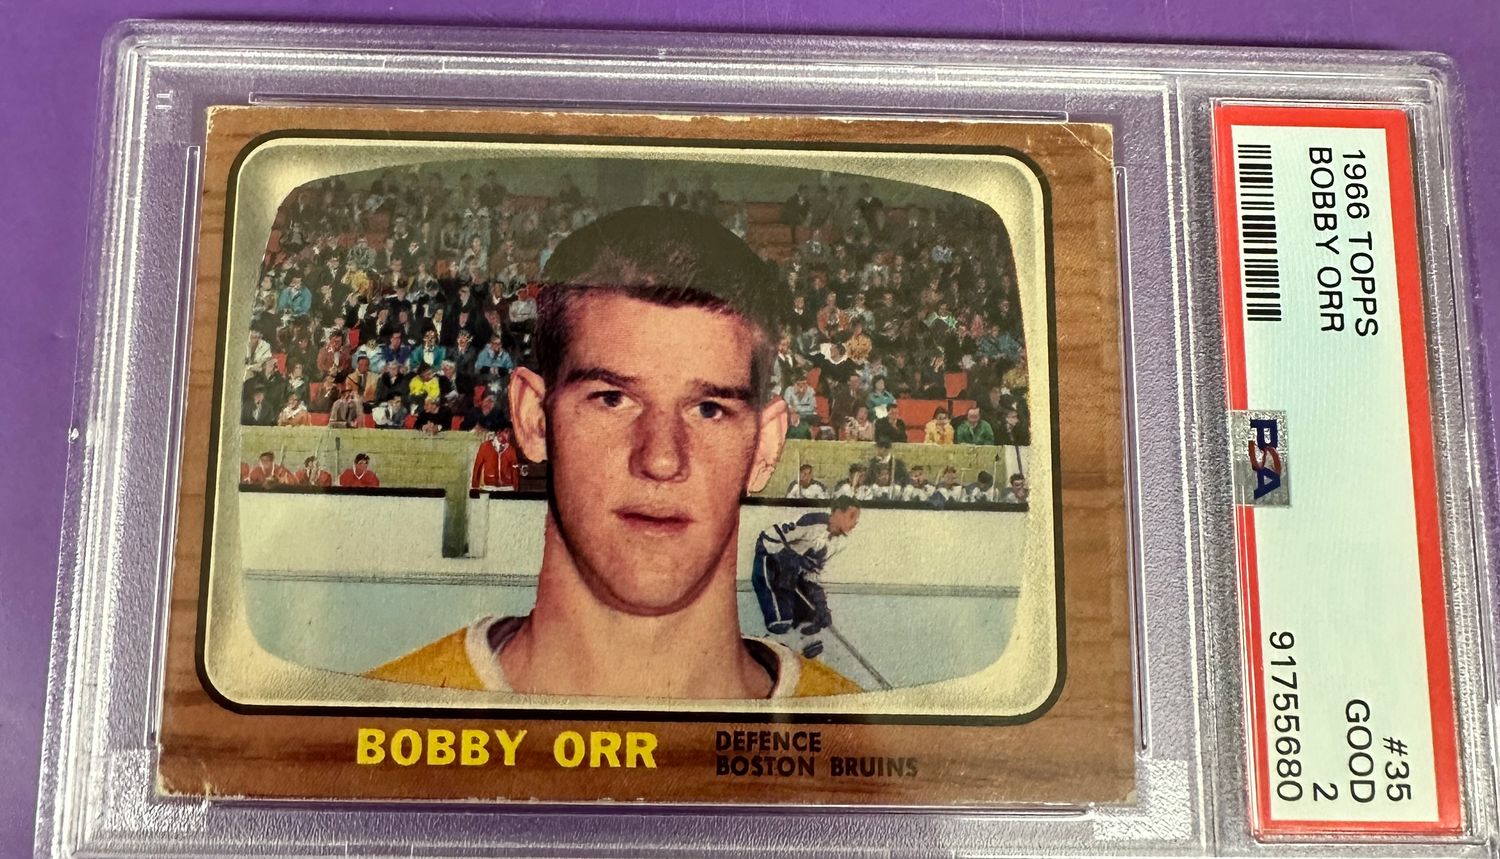 BOBBY ORR
DEFENCE
BOSTON BRUINS
1966 TOPPS #35
BOBBY ORR GOOD
2
PSA 91755680